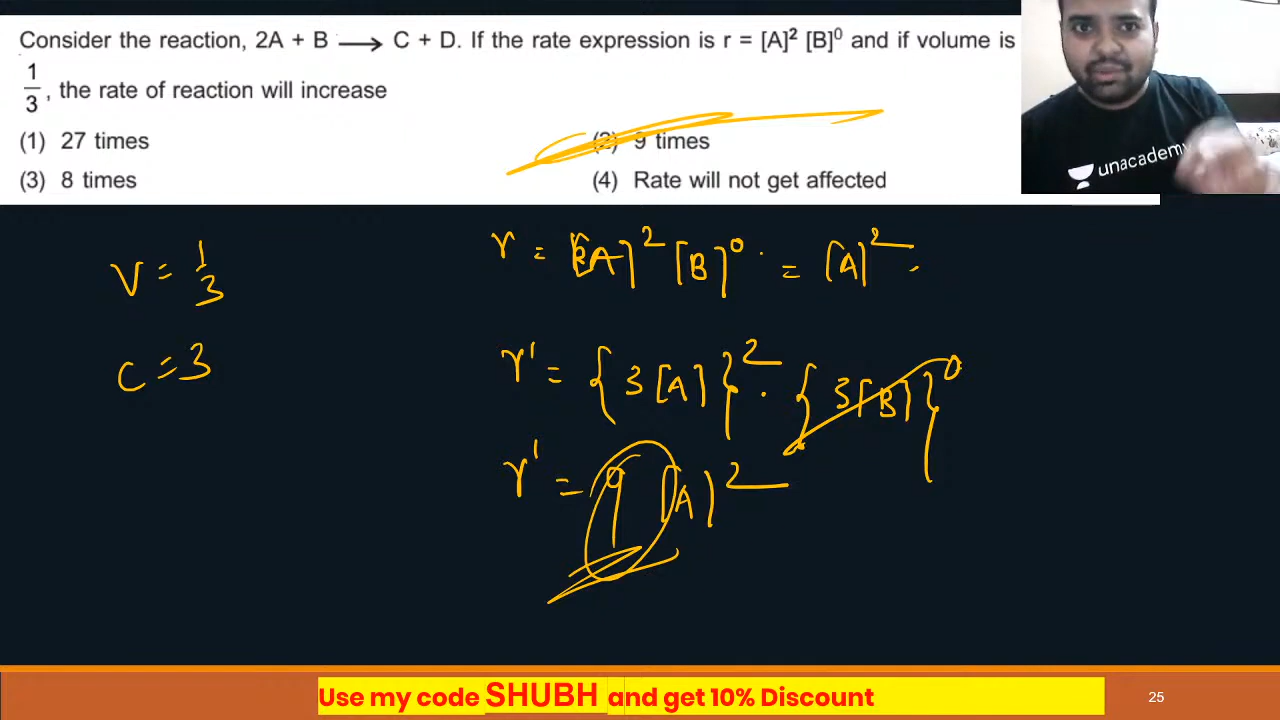 Consider the reaction, 2A + B ⟶ C + D. If the rate expression is r = [A]² [B]⁰ and if volume is
1/3, the rate of reaction will increase
(1) 27 times
(2) 9 times
(3) 8 times
(4) Rate will not get affected
unacademy
V = 1/3
C = 3
r = [A]² [B]⁰ = [A]²
r' = {3[A]}² . {3[B]}⁰
r' = 9 [A]²
Use my code SHUBH and get 10% Discount
25